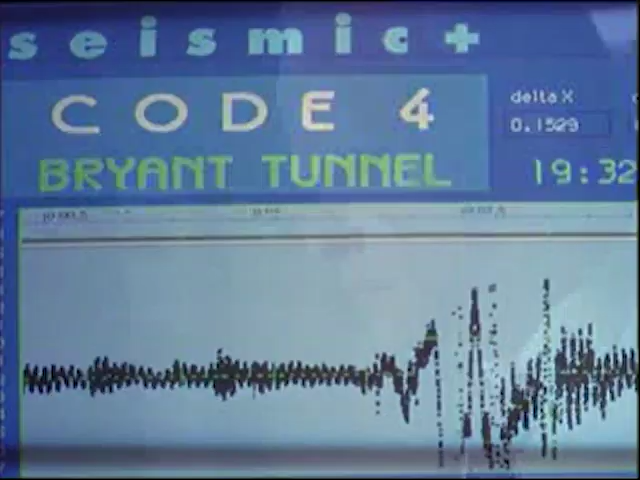 seismic+
CODE 4
BRYANT TUNNEL
delta X
0.1529
19:32